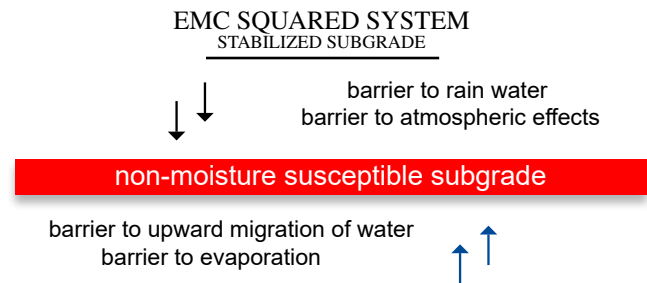 EMC SQUARED SYSTEM
STABILIZED SUBGRADE
barrier to rain water
barrier to atmospheric effects
non-moisture susceptible subgrade
barrier to upward migration of water
barrier to evaporation